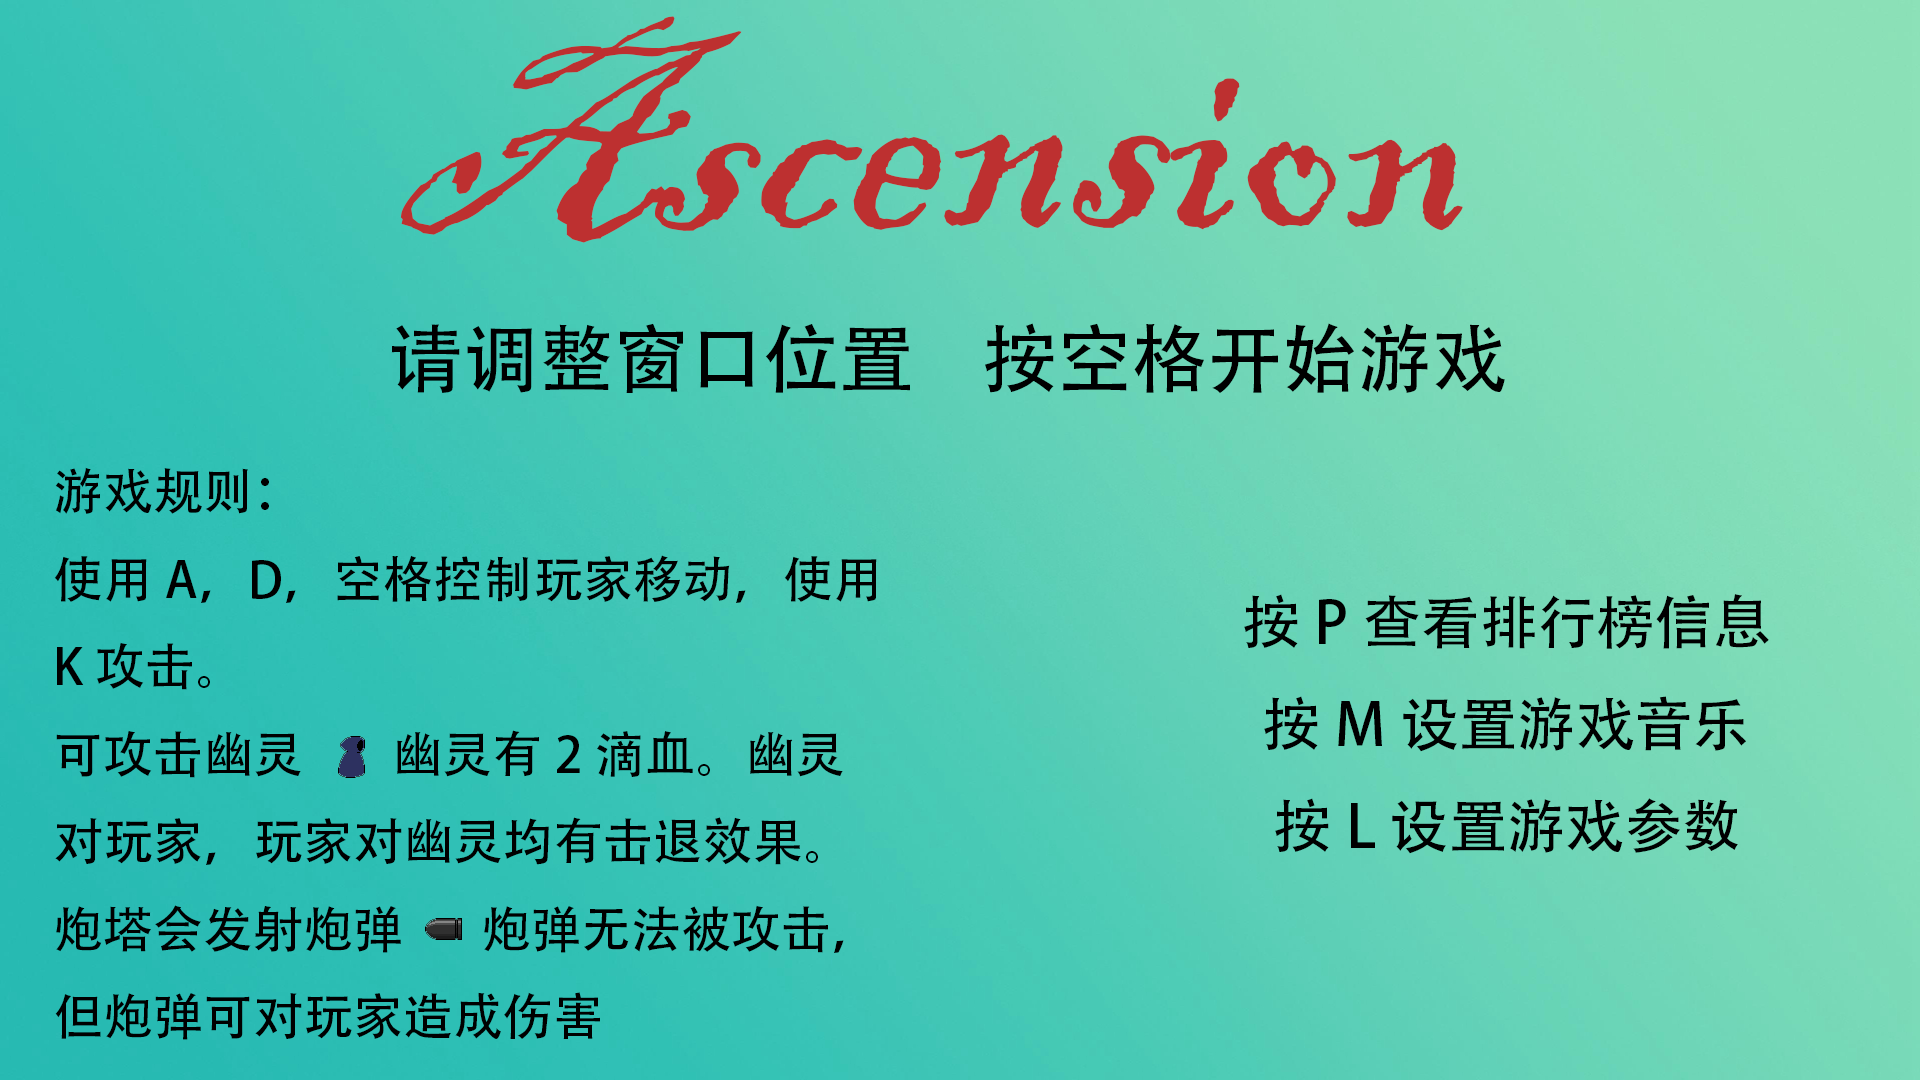 Ascension
请调整窗口位置 按空格开始游戏
游戏规则：
使用 A，D，空格控制玩家移动，使用
K 攻击。
可攻击幽灵 幽灵有 2 滴血。幽灵
对玩家，玩家对幽灵均有击退效果。
炮塔会发射炮弹 炮弹无法被攻击，
但炮弹可对玩家造成伤害
按 P 查看排行榜信息
按 M 设置游戏音乐
按 L 设置游戏参数